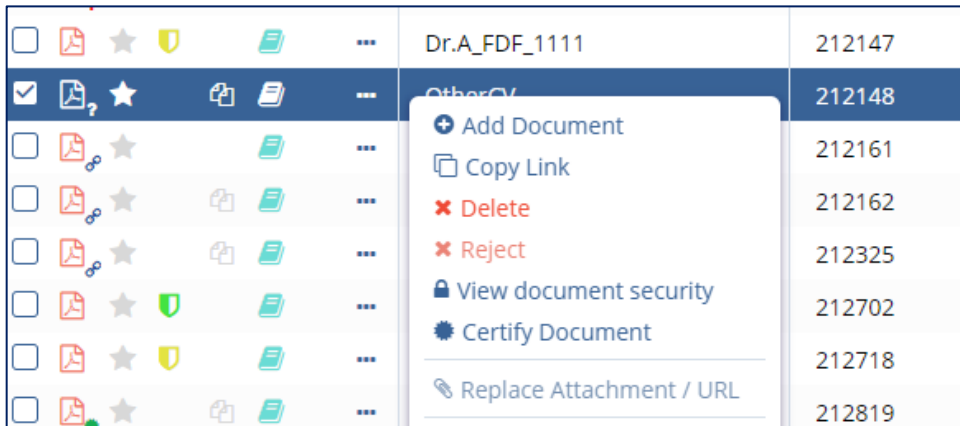 Dr.A_FDF_1111 212147
OtherCV 212148
Add Document
212161
Copy Link
Delete 212162
Reject 212325
View document security 212702
Certify Document
212718
Replace Attachment / URL
212819